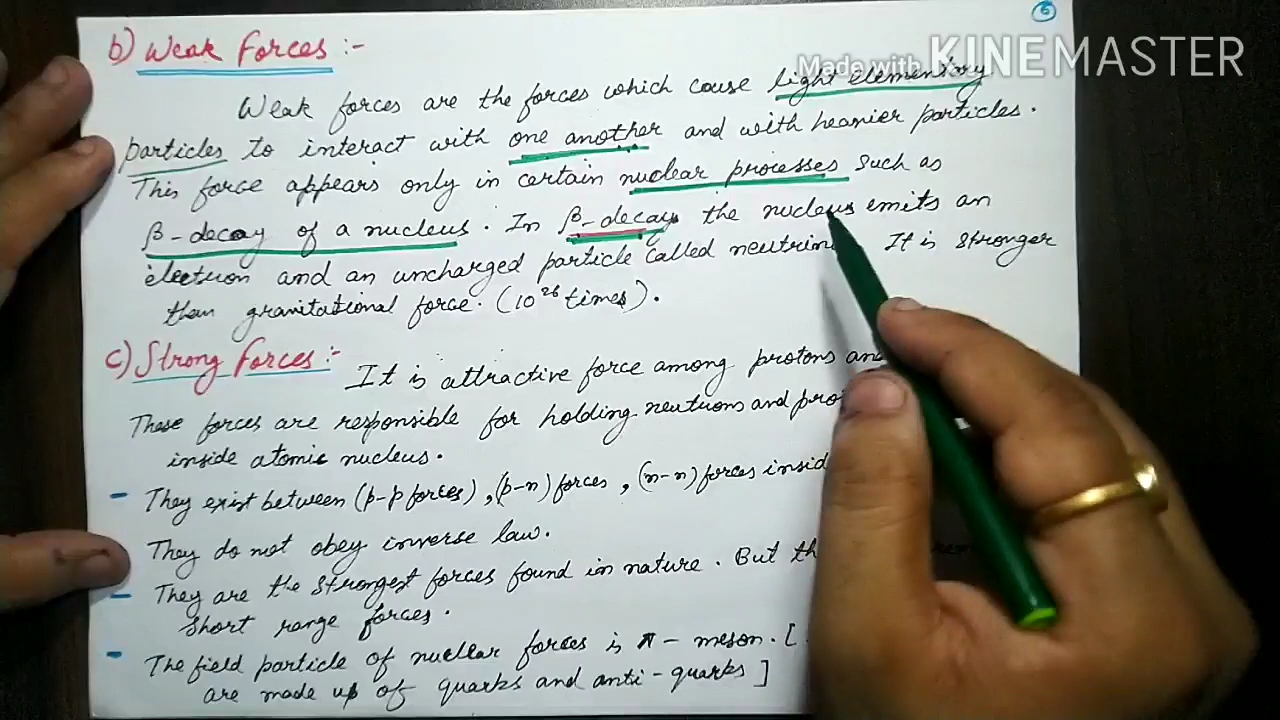 6
Made with KINEMASTER
b) Weak Forces :-
Weak forces are the forces which cause light elementary
particles to interact with one another and with heavier particles.
This force appears only in certain nuclear processes such as
β-decay of a nucleus. In β-decay the nucleus emits an
electron and an uncharged particle called neutrino It is stronger
than gravitational force. (10²⁶ times).
c) Strong Forces :- It is attractive force among protons and
These forces are responsible for holding neutrons and
inside atomic nucleus.
- They exist between (p-p forces), (p-n) forces, (n-n) forces
They do not obey inverse law.
- They are the strongest forces found in nature. But
short range forces.
- The field particle of nuclear forces is π - meson. [
are made up of quarks and anti-quarks]